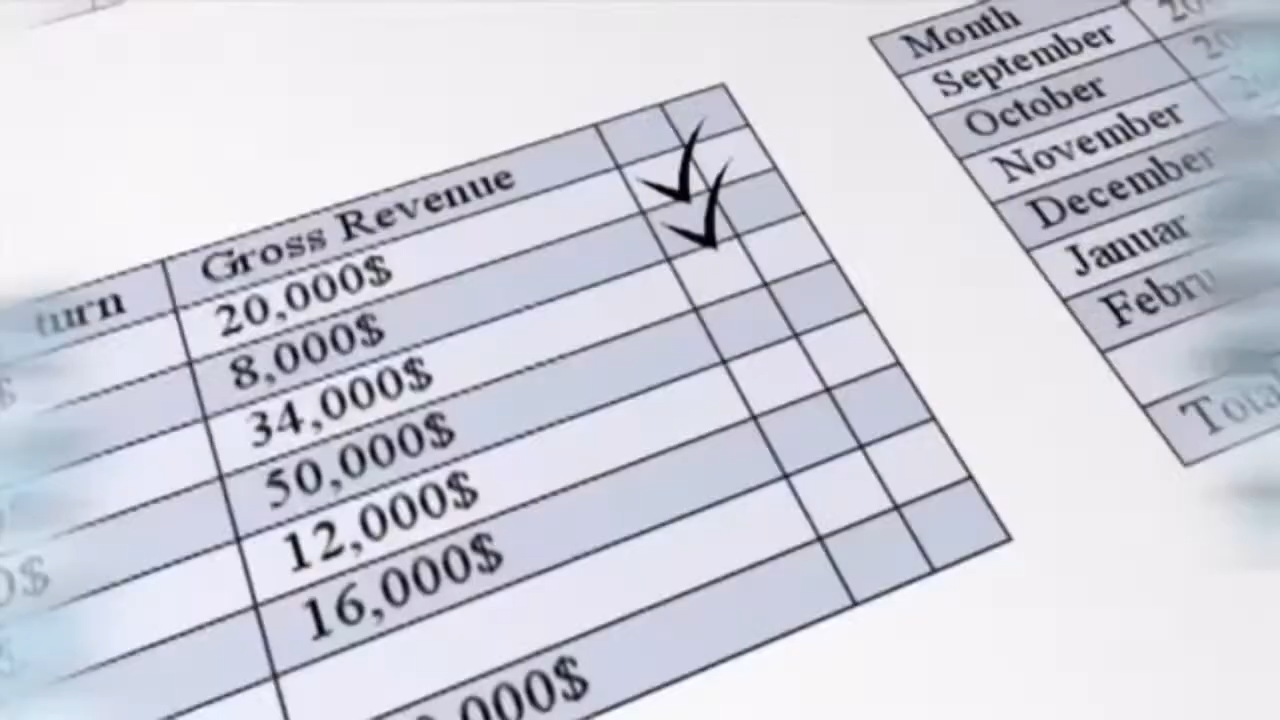 Gross Revenue
20,000$
8,000$
34,000$
50,000$
12,000$
16,000$
Month
September
October
November
December